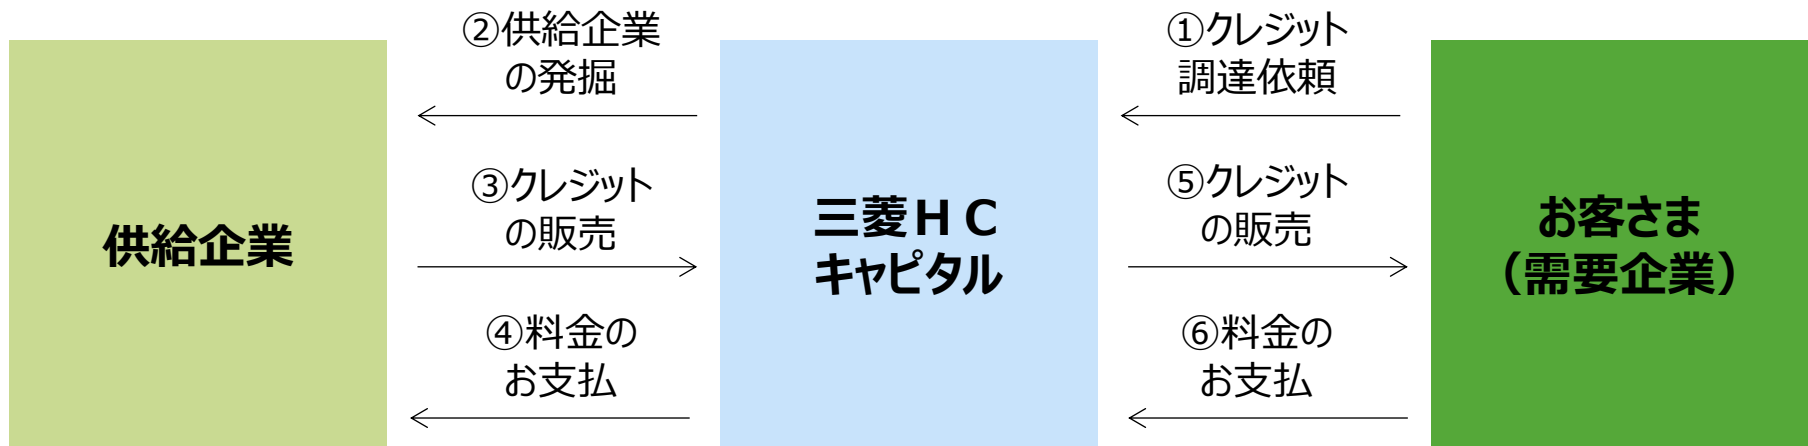 供給企業
②供給企業
の発掘
③クレジット
の販売
④料金の
お支払
三菱ＨＣ
キャピタル
①クレジット
調達依頼
⑤クレジット
の販売
⑥料金の
お支払
お客さま
（需要企業）